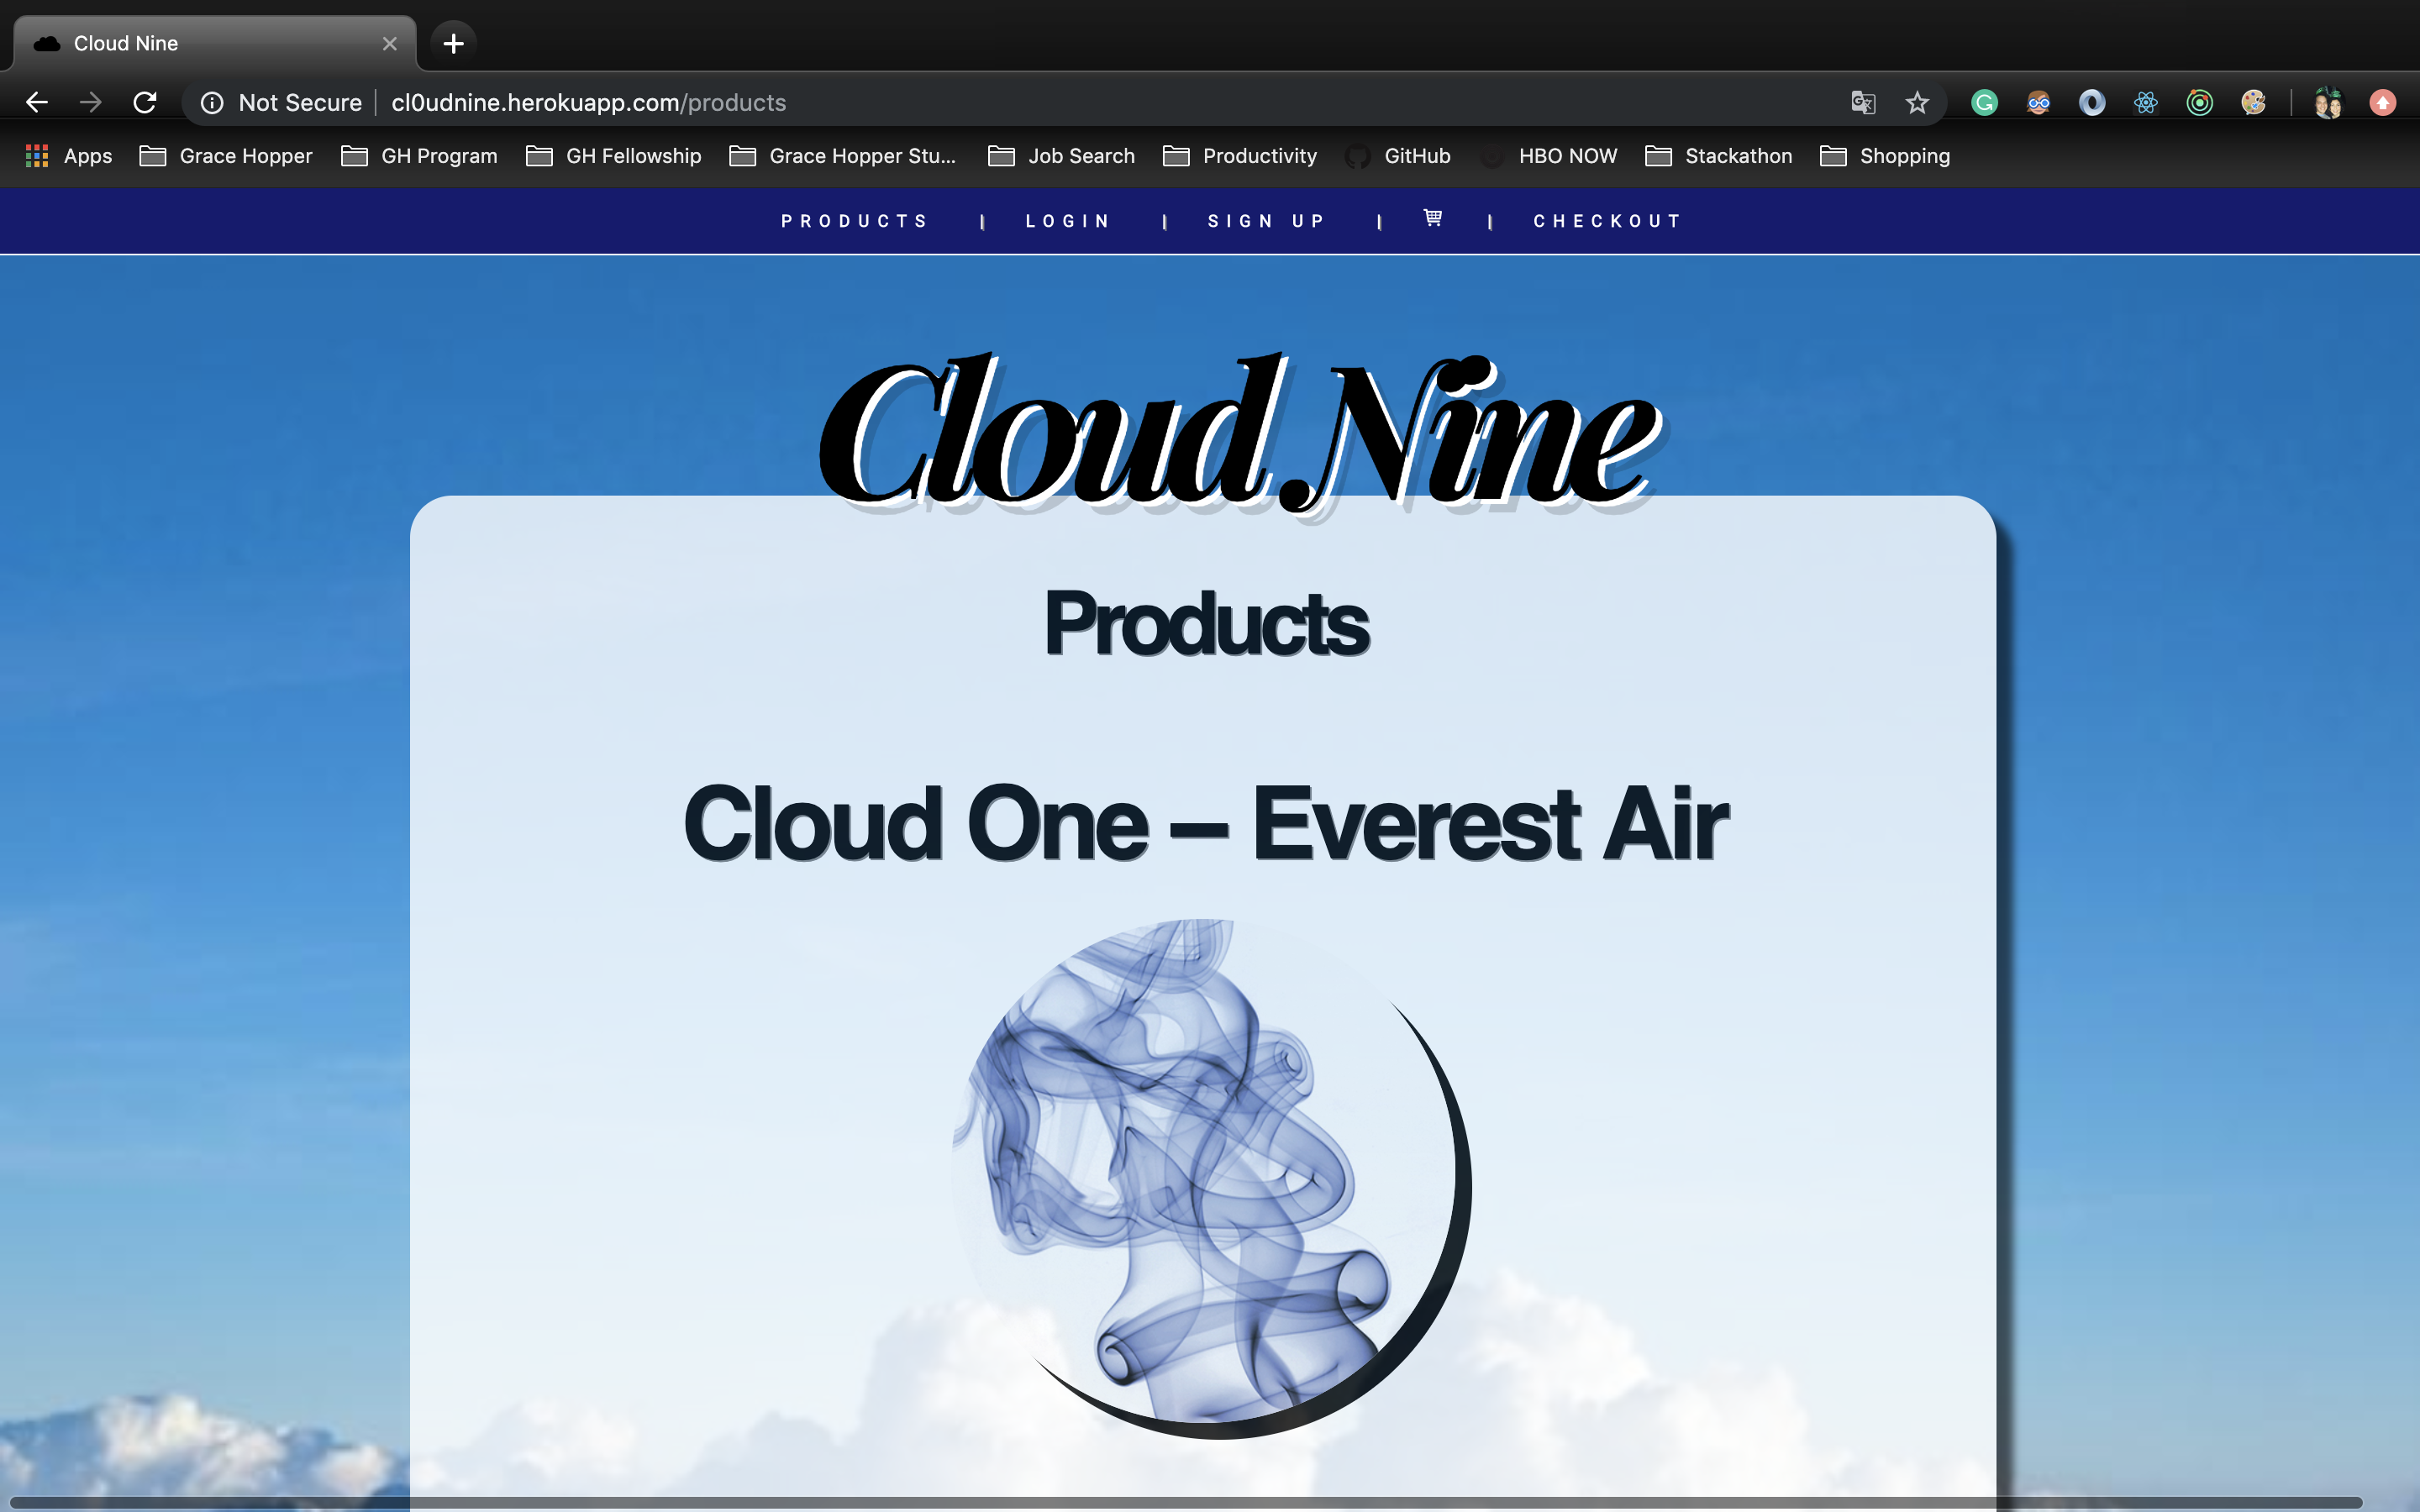 Cloud Nine
Not Secure cl0udnine.herokuapp.com/products
Apps Grace Hopper GH Program GH Fellowship Grace Hopper Stu... Job Search Productivity GitHub HBO NOW Stackathon Shopping
PRODUCTS | LOGIN | SIGN UP | | CHECKOUT
Cloud Nine
Products
Cloud One – Everest Air